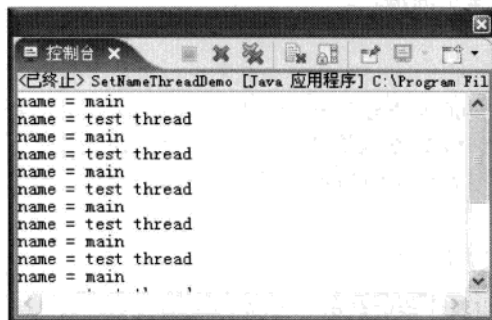 控制台
<已终止> SetNameThreadDemo [Java 应用程序] C:\Program Fil
name = main
name = test thread
name = main
name = test thread
name = main
name = test thread
name = main
name = test thread
name = main
name = test thread
name = main